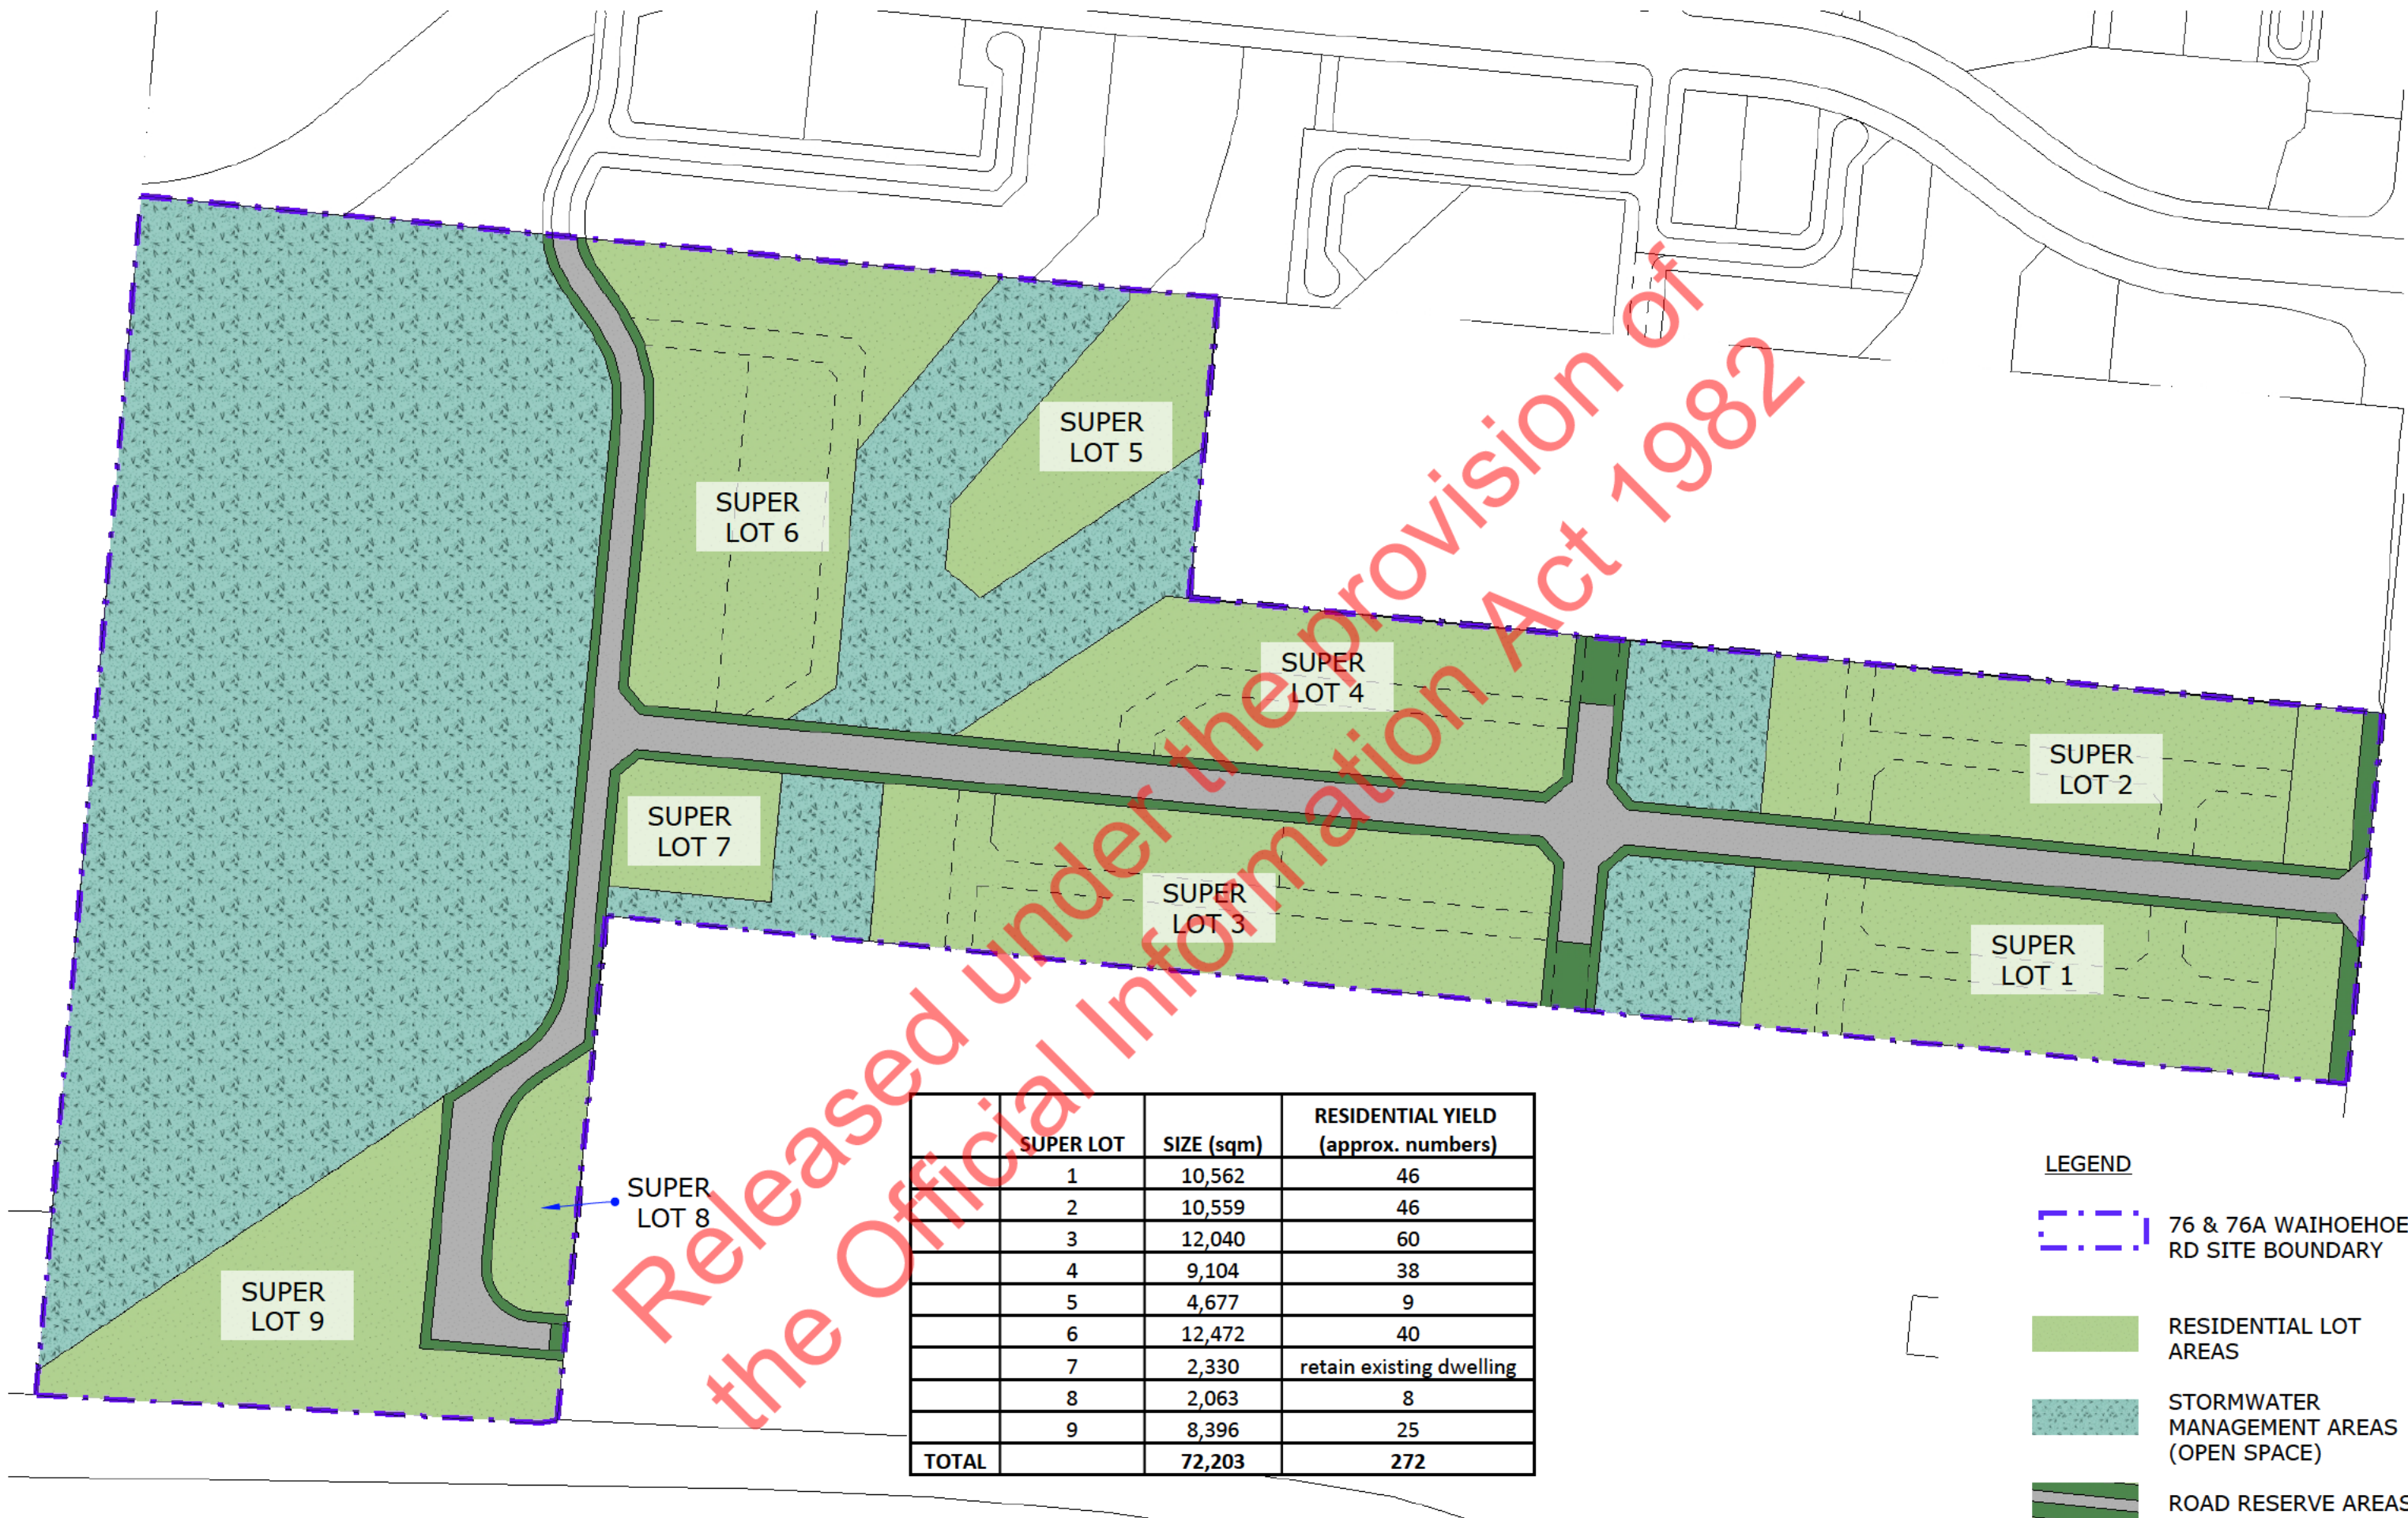 SUPER
LOT 5
SUPER
LOT 6
SUPER
LOT 4
SUPER
LOT 2
SUPER
LOT 7
SUPER
LOT 3
SUPER
LOT 1
SUPER
LOT 8
SUPER
LOT 9
Released under the provision of
the Official Information Act 1982
SUPER LOT SIZE (sqm) RESIDENTIAL YIELD
(approx. numbers)
1 10,562 46
2 10,559 46
3 12,040 60
4 9,104 38
5 4,677 9
6 12,472 40
7 2,330 retain existing dwelling
8 2,063 8
9 8,396 25
TOTAL 72,203 272
LEGEND
76 & 76A WAIHOEHOE
RD SITE BOUNDARY
RESIDENTIAL LOT
AREAS
STORMWATER
MANAGEMENT AREAS
(OPEN SPACE)
ROAD RESERVE AREAS